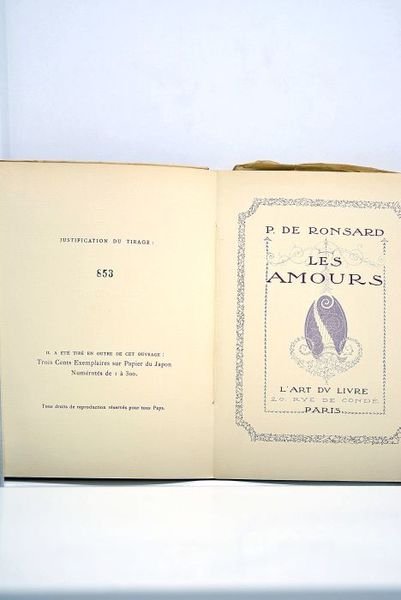 JUSTIFICATION DU TIRAGE :
853
IL A ÉTÉ TIRÉ EN OUTRE DE CET OUVRAGE :
Trois Cents Exemplaires sur Papier du Japon
Numérotés de 1 à 300.
Tous droits de reproduction réservés pour tous Pays.
P. DE RONSARD
LES
AMOURS
L'ART DV LIVRE
20. RVE DE CONDÉ
PARIS